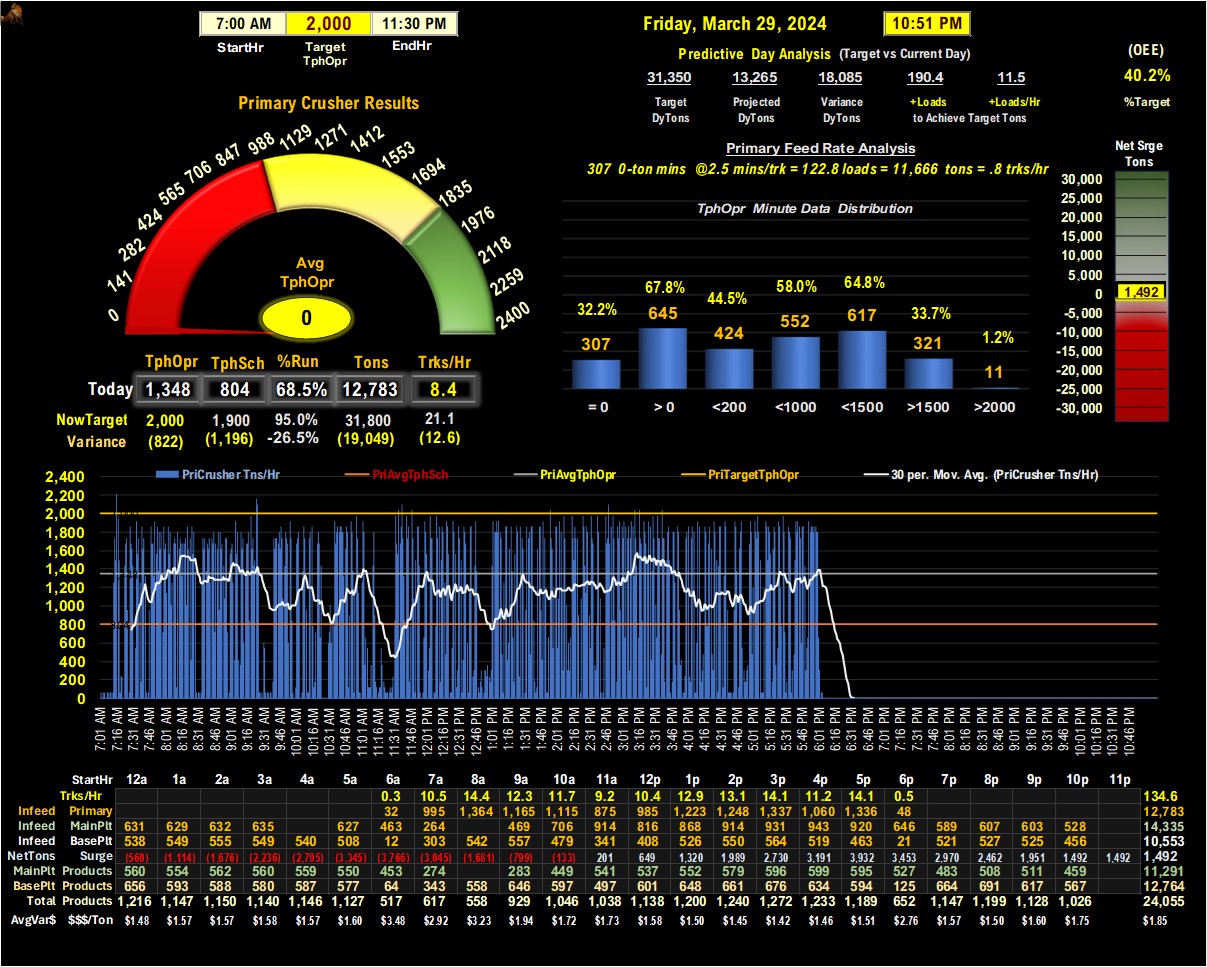 7:00 AM 2,000 11:30 PM
StartHr Target TphOpr EndHr
Friday, March 29, 2024 10:51 PM
Predictive Day Analysis (Target vs Current Day)
31,350 13,265 18,085 190.4 11.5
Target DyTons Projected DyTons Variance DyTons +Loads +Loads/Hr
to Achieve Target Tons
(OEE)
40.2%
%Target
Primary Crusher Results
0 141 282 424 565 706 847 988 1129 1271 1412 1553 1694 1835 1976 2118 2259 2400
Avg
TphOpr
0
TphOpr TphSch %Run Tons Trks/Hr
Today 1,348 804 68.5% 12,783 8.4
NowTarget 2,000 1,900 95.0% 31,800 21.1
Variance (822) (1,196) -26.5% (19,049) (12.6)
Primary Feed Rate Analysis
307 0-ton mins @2.5 mins/trk = 122.8 loads = 11,666 tons = .8 trks/hr
TphOpr Minute Data Distribution
32.2% 67.8% 44.5% 58.0% 64.8% 33.7% 1.2%
307 645 424 552 617 321 11
= 0 > 0 <200 <1000 <1500 >1500 >2000
Net Srge
Tons
30,000
25,000
20,000
15,000
10,000
5,000
0
1,492
-5,000
-10,000
-15,000
-20,000
-25,000
-30,000
PriCrusher Tns/Hr PriAvgTphSch PriAvgTphOpr PriTargetTphOpr 30 per. Mov. Avg. (PriCrusher Tns/Hr)
2,400
2,200
2,000
1,800
1,600
1,400
1,200
1,000
800
600
400
200
0
7:01 AM 7:16 AM 7:31 AM 7:46 AM 8:01 AM 8:16 AM 8:31 AM 8:46 AM 9:01 AM 9:16 AM 9:31 AM 9:46 AM 10:01 AM 10:16 AM 10:31 AM 10:46 AM 11:01 AM 11:16 AM 11:31 AM 11:46 AM 12:01 PM 12:16 PM 12:31 PM 12:46 PM 1:01 PM 1:16 PM 1:31 PM 1:46 PM 2:01 PM 2:16 PM 2:31 PM 2:46 PM 3:01 PM 3:16 PM 3:31 PM 3:46 PM 4:01 PM 4:16 PM 4:31 PM 4:46 PM 5:01 PM 5:16 PM 5:31 PM 5:46 PM 6:01 PM 6:16 PM 6:31 PM 6:46 PM 7:01 PM 7:16 PM 7:31 PM 7:46 PM 8:01 PM 8:16 PM 8:31 PM 8:46 PM 9:01 PM 9:16 PM 9:31 PM 9:46 PM 10:01 PM 10:16 PM 10:31 PM 10:46 PM
StartHr 12a 1a 2a 3a 4a 5a 6a 7a 8a 9a 10a 11a 12p 1p 2p 3p 4p 5p 6p 7p 8p 9p 10p 11p
Trks/Hr 0.3 10.5 14.4 12.3 11.7 9.2 10.4 12.9 13.1 14.1 11.2 14.1 0.5 134.6
Infeed Primary 32 995 1,364 1,165 1,115 875 985 1,223 1,248 1,337 1,060 1,336 48 12,783
Infeed MainPlt 631 629 632 635 627 463 264 469 706 914 816 868 914 931 943 920 646 589 607 603 528 14,335
Infeed BasePlt 538 549 555 549 540 508 12 303 542 557 479 341 408 526 550 564 519 463 21 521 527 525 456 10,553
NetTons Surge (560) (1,114) (1,676) (2,236) (2,795) (3,345) (3,766) (3,045) (1,681) (799) (133) 201 649 1,320 1,989 2,730 3,191 3,932 3,453 2,970 2,462 1,951 1,492 1,492 1,492
MainPlt Products 560 554 562 560 559 550 453 274 283 449 541 537 552 579 596 599 595 527 483 508 511 459 11,291
BasePlt Products 656 593 588 580 587 577 64 343 558 646 597 497 601 648 661 676 634 594 125 664 691 617 567 12,764
Total Products 1,216 1,147 1,150 1,140 1,146 1,127 517 617 558 929 1,046 1,038 1,138 1,200 1,240 1,272 1,233 1,189 652 1,147 1,199 1,128 1,026 24,055
AvgVar$ $$$/Ton $1.48 $1.57 $1.57 $1.58 $1.57 $1.60 $3.48 $2.92 $3.23 $1.94 $1.72 $1.73 $1.58 $1.50 $1.45 $1.42 $1.46 $1.51 $2.76 $1.57 $1.50 $1.60 $1.75 $1.85